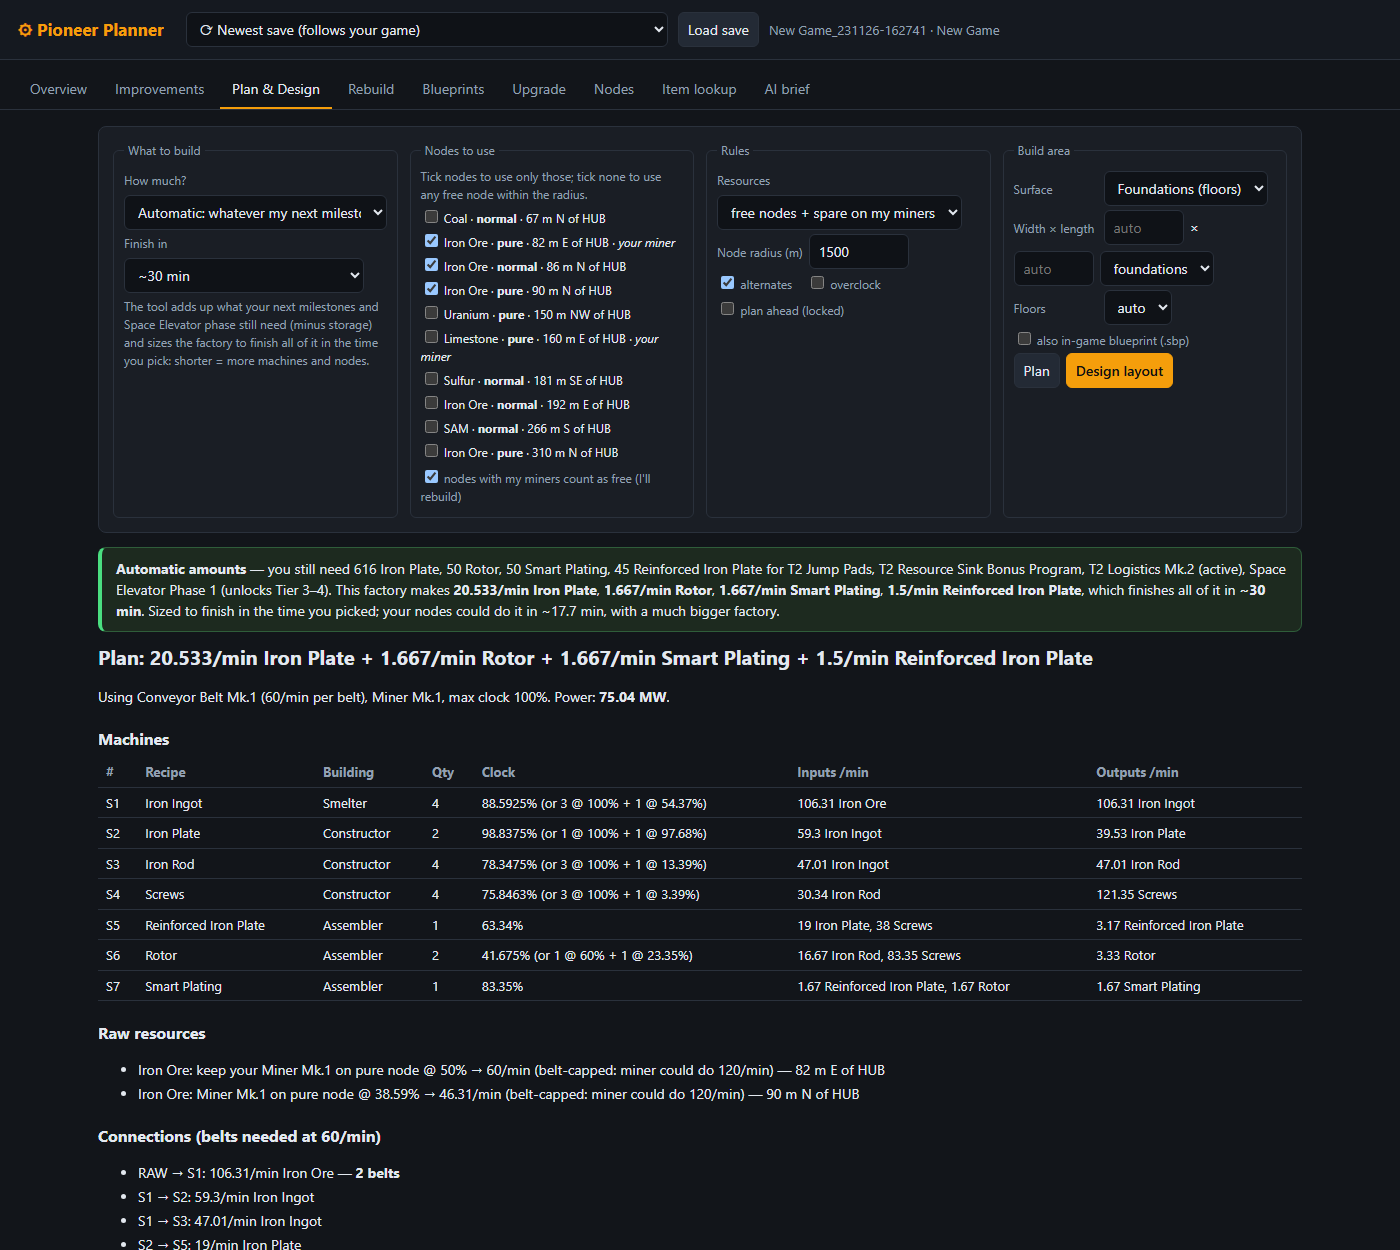 ⚙ Pioneer Planner
⟳ Newest save (follows your game)
Load save
New Game_231126-162741 · New Game
Overview
Improvements
Plan & Design
Rebuild
Blueprints
Upgrade
Nodes
Item lookup
AI brief
What to build
How much?
Automatic: whatever my next milest
Finish in
~30 min
The tool adds up what your next milestones and
Space Elevator phase still need (minus storage)
and sizes the factory to finish all of it in the time
you pick: shorter = more machines and nodes.
Nodes to use
Tick nodes to use only those; tick none to use
any free node within the radius.
Coal · normal · 67 m N of HUB
Iron Ore · pure · 82 m E of HUB · your miner
Iron Ore · normal · 86 m N of HUB
Iron Ore · pure · 90 m N of HUB
Uranium · pure · 150 m NW of HUB
Limestone · pure · 160 m E of HUB · your
miner
Sulfur · normal · 181 m SE of HUB
Iron Ore · normal · 192 m E of HUB
SAM · normal · 266 m S of HUB
Iron Ore · pure · 310 m N of HUB
nodes with my miners count as free (I'll
rebuild)
Rules
Resources
free nodes + spare on my miners
Node radius (m)
1500
alternates
overclock
plan ahead (locked)
Build area
Surface
Foundations (floors)
Width × length
auto
×
auto
foundations
Floors
auto
also in-game blueprint (.sbp)
Plan
Design layout
Automatic amounts — you still need 616 Iron Plate, 50 Rotor, 50 Smart Plating, 45 Reinforced Iron Plate for T2 Jump Pads, T2 Resource Sink Bonus Program, T2 Logistics Mk.2 (active), Space
Elevator Phase 1 (unlocks Tier 3–4). This factory makes 20.533/min Iron Plate, 1.667/min Rotor, 1.667/min Smart Plating, 1.5/min Reinforced Iron Plate, which finishes all of it in ~30
min. Sized to finish in the time you picked; your nodes could do it in ~17.7 min, with a much bigger factory.
Plan: 20.533/min Iron Plate + 1.667/min Rotor + 1.667/min Smart Plating + 1.5/min Reinforced Iron Plate
Using Conveyor Belt Mk.1 (60/min per belt), Miner Mk.1, max clock 100%. Power: 75.04 MW.
Machines
# Recipe Building Qty Clock Inputs /min Outputs /min
S1 Iron Ingot Smelter 4 88.5925% (or 3 @ 100% + 1 @ 54.37%) 106.31 Iron Ore 106.31 Iron Ingot
S2 Iron Plate Constructor 2 98.8375% (or 1 @ 100% + 1 @ 97.68%) 59.3 Iron Ingot 39.53 Iron Plate
S3 Iron Rod Constructor 4 78.3475% (or 3 @ 100% + 1 @ 13.39%) 47.01 Iron Ingot 47.01 Iron Rod
S4 Screws Constructor 4 75.8463% (or 3 @ 100% + 1 @ 3.39%) 30.34 Iron Rod 121.35 Screws
S5 Reinforced Iron Plate Assembler 1 63.34% 19 Iron Plate, 38 Screws 3.17 Reinforced Iron Plate
S6 Rotor Assembler 2 41.675% (or 1 @ 60% + 1 @ 23.35%) 16.67 Iron Rod, 83.35 Screws 3.33 Rotor
S7 Smart Plating Assembler 1 83.35% 1.67 Reinforced Iron Plate, 1.67 Rotor 1.67 Smart Plating
Raw resources
• Iron Ore: keep your Miner Mk.1 on pure node @ 50% → 60/min (belt-capped: miner could do 120/min) — 82 m E of HUB
• Iron Ore: Miner Mk.1 on pure node @ 38.59% → 46.31/min (belt-capped: miner could do 120/min) — 90 m N of HUB
Connections (belts needed at 60/min)
• RAW → S1: 106.31/min Iron Ore — 2 belts
• S1 → S2: 59.3/min Iron Ingot
• S1 → S3: 47.01/min Iron Ingot
• S2 → S5: 19/min Iron Plate